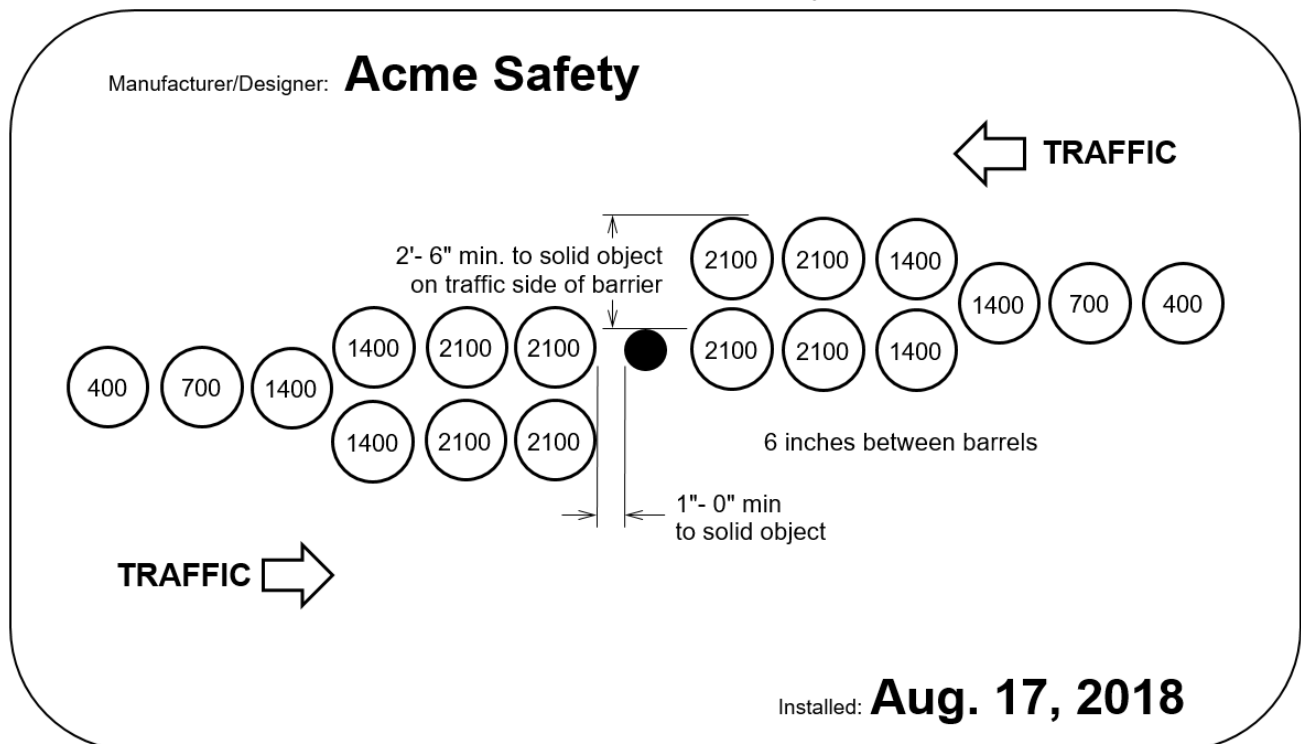 Manufacturer/Designer: Acme Safety
TRAFFIC
2'- 6" min. to solid object
on traffic side of barrier
2100 2100 1400
1400 700 400
2100 2100 1400
1400 2100 2100
400 700 1400
1400 2100 2100
6 inches between barrels
1"- 0" min
to solid object
TRAFFIC
Installed: Aug. 17, 2018